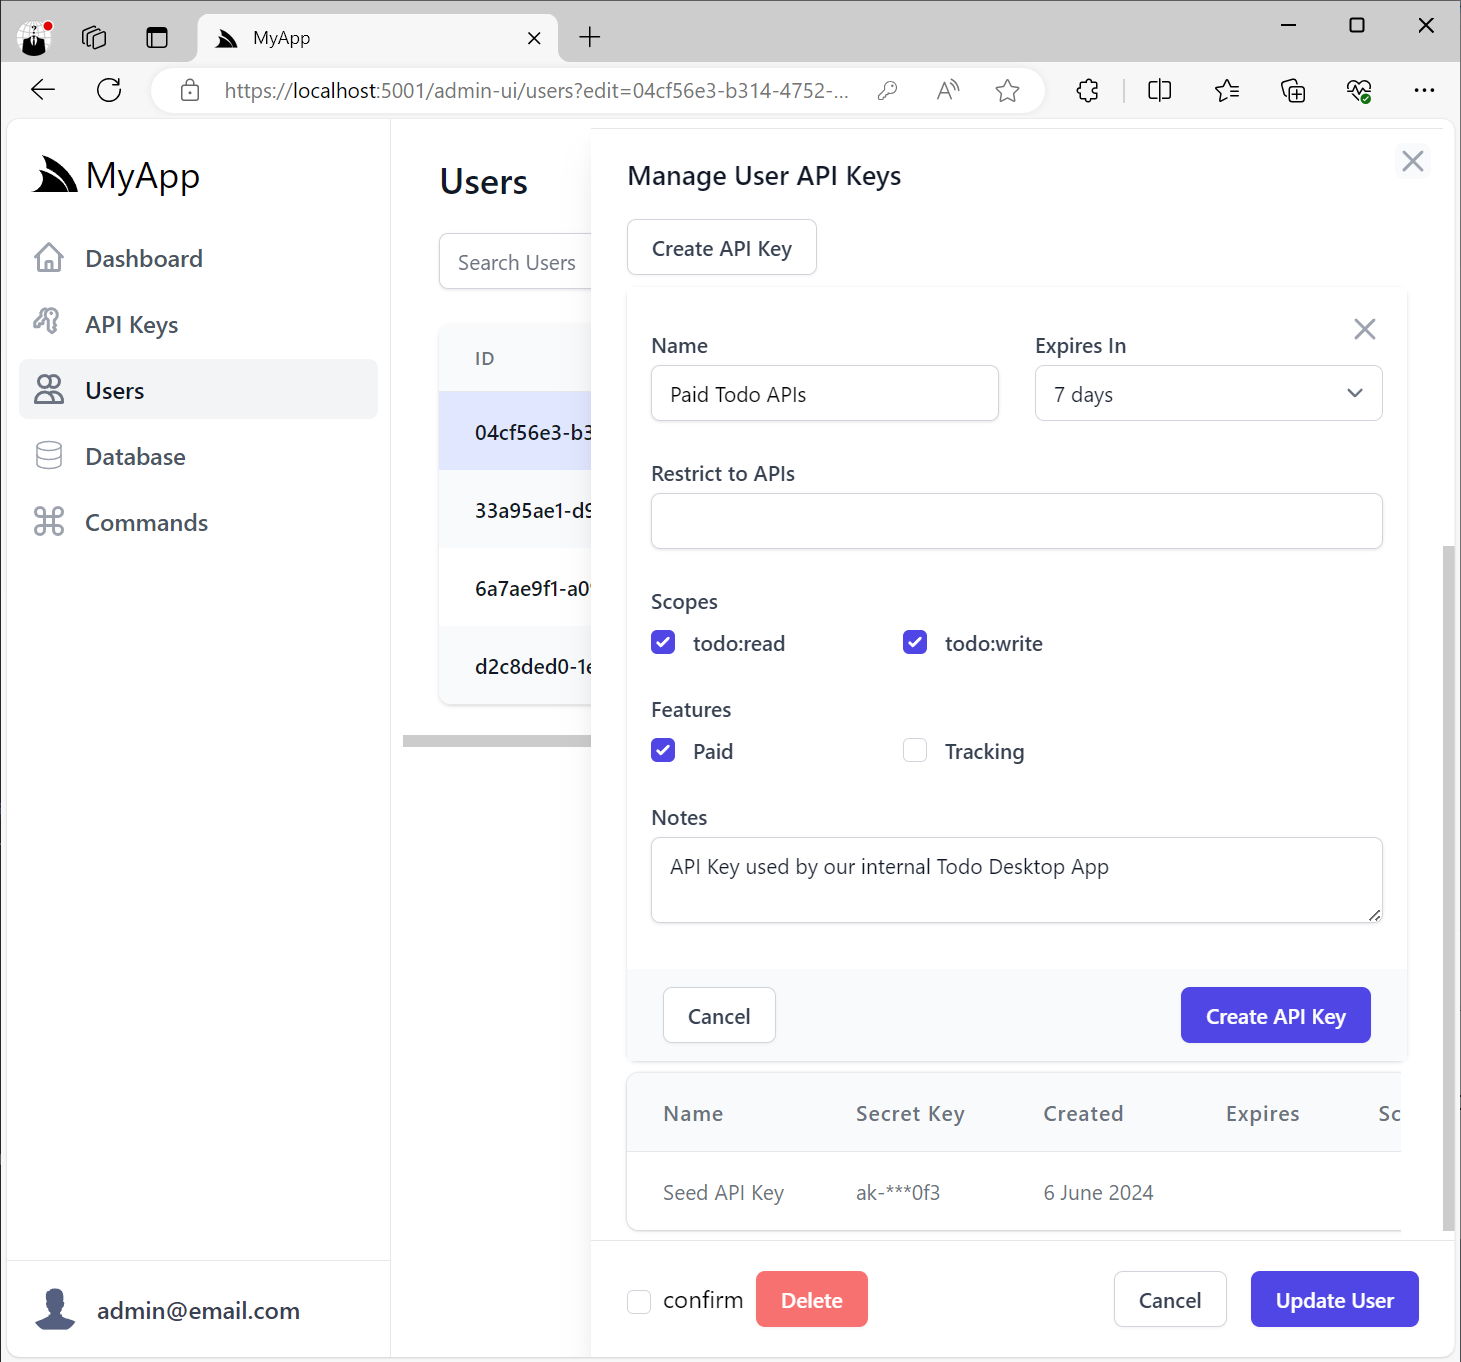 MyApp
https://localhost:5001/admin-ui/users?edit=04cf56e3-b314-4752-...
MyApp
Dashboard
API Keys
Users
Database
Commands
admin@email.com
Users
Search Users
ID
04cf56e3-b3
33a95ae1-d9
6a7ae9f1-a09
d2c8ded0-1e
Manage User API Keys
Create API Key
Name
Expires In
Paid Todo APIs
7 days
Restrict to APIs
Scopes
todo:read todo:write
Features
Paid Tracking
Notes
API Key used by our internal Todo Desktop App
Cancel Create API Key
Name Secret Key Created Expires Sc
Seed API Key ak-***0f3 6 June 2024
confirm Delete Cancel Update User